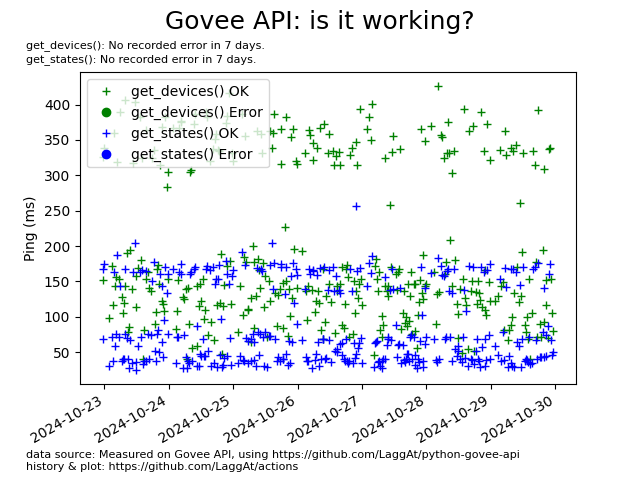 Govee API: is it working?
get_devices(): No recorded error in 7 days.
get_states(): No recorded error in 7 days.
get_devices() OK
get_devices() Error
get_states() OK
get_states() Error
Ping (ms)
400
350
300
250
200
150
100
50
2024-10-23
2024-10-24
2024-10-25
2024-10-26
2024-10-27
2024-10-28
2024-10-29
2024-10-30
data source: Measured on Govee API, using https://github.com/LaggAt/python-govee-api
history & plot: https://github.com/LaggAt/actions